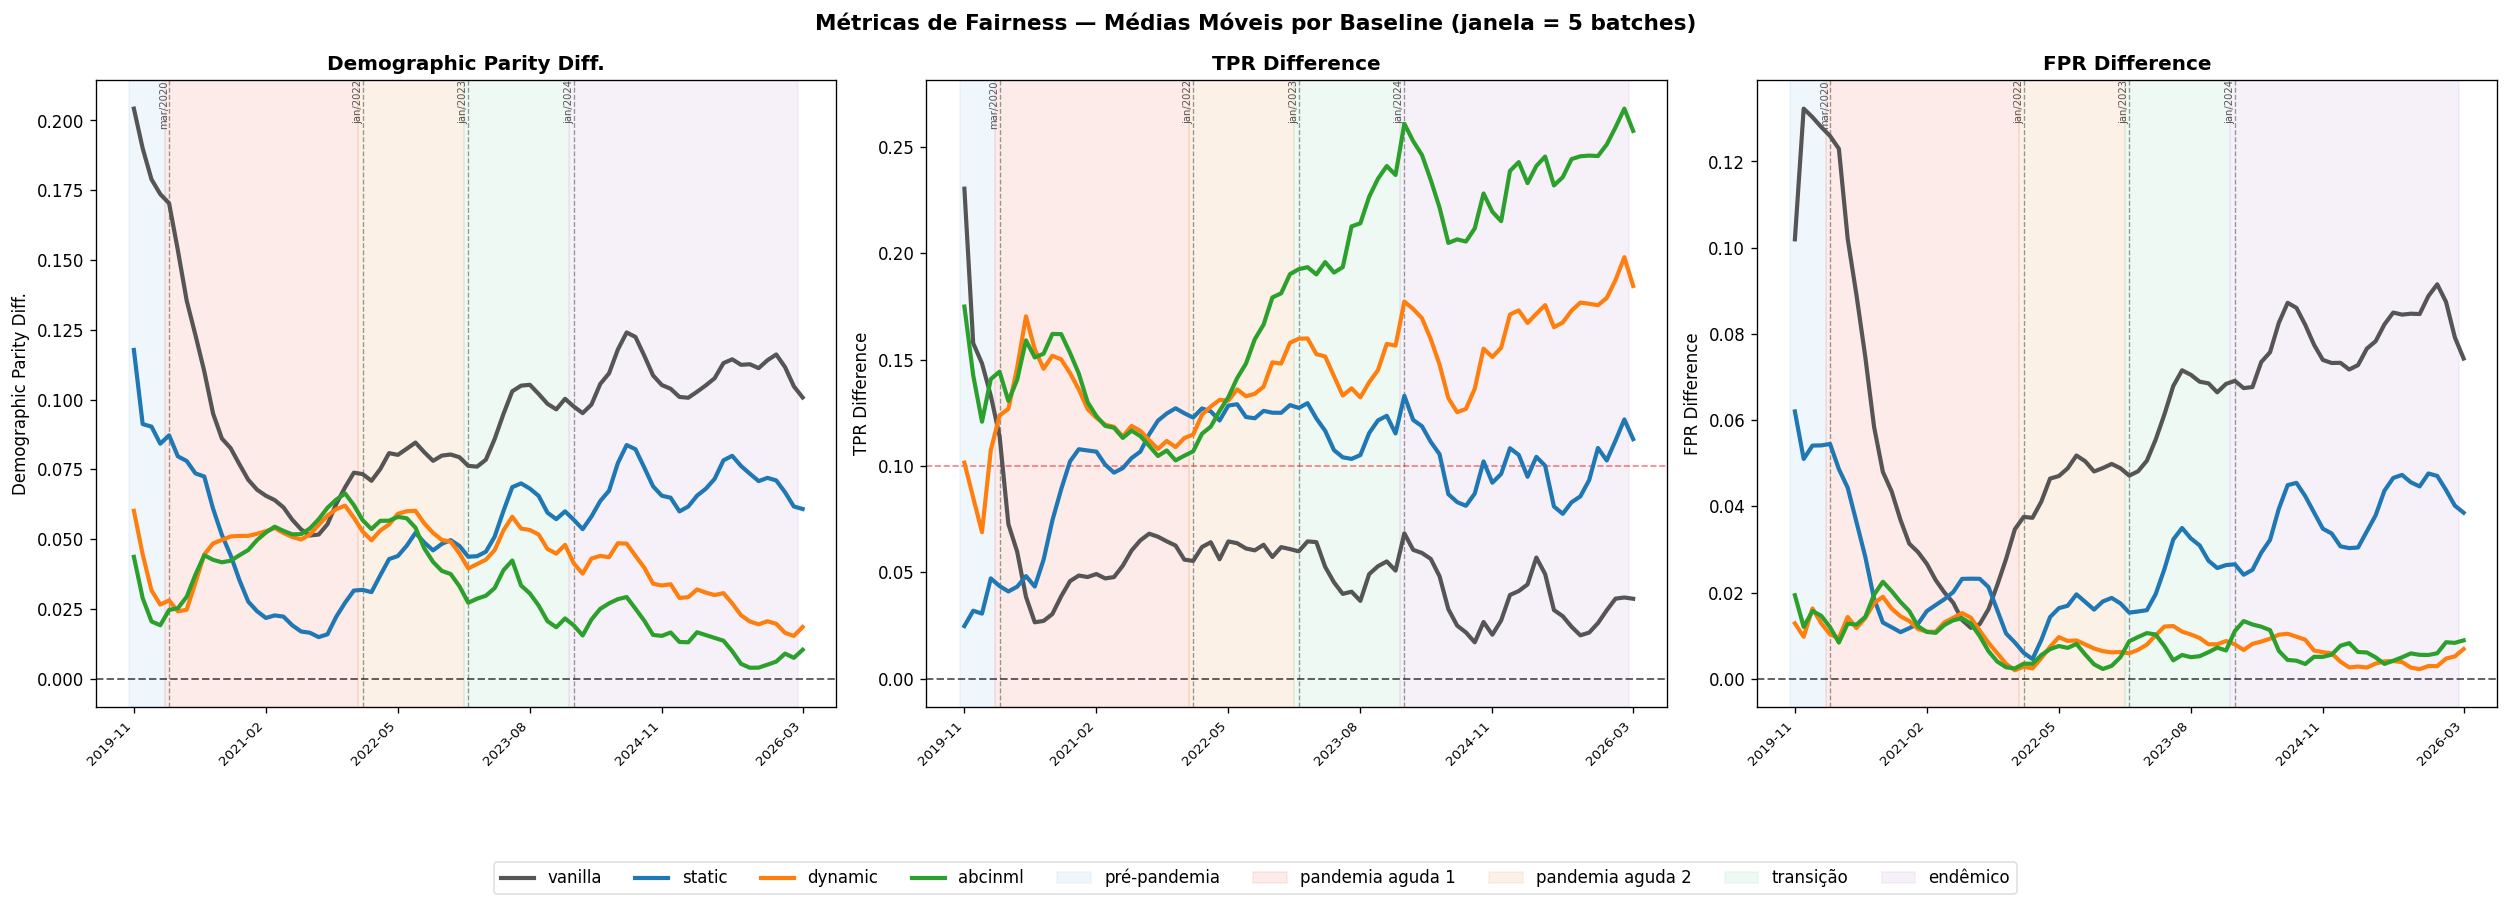 Métricas de Fairness — Médias Móveis por Baseline (janela = 5 batches)
Demographic Parity Diff.
Demographic Parity Diff.
0.200
0.175
0.150
0.125
0.100
0.075
0.050
0.025
0.000
mar/2020
jan/2022
jan/2023
jan/2024
2019-11
2021-02
2022-05
2023-08
2024-11
2026-03
TPR Difference
TPR Difference
0.25
0.20
0.15
0.10
0.05
0.00
mar/2020
jan/2022
jan/2023
jan/2024
2019-11
2021-02
2022-05
2023-08
2024-11
2026-03
FPR Difference
FPR Difference
0.12
0.10
0.08
0.06
0.04
0.02
0.00
mar/2020
jan/2022
jan/2023
jan/2024
2019-11
2021-02
2022-05
2023-08
2024-11
2026-03
vanilla static dynamic abcinml pré-pandemia pandemia aguda 1 pandemia aguda 2 transição endêmico